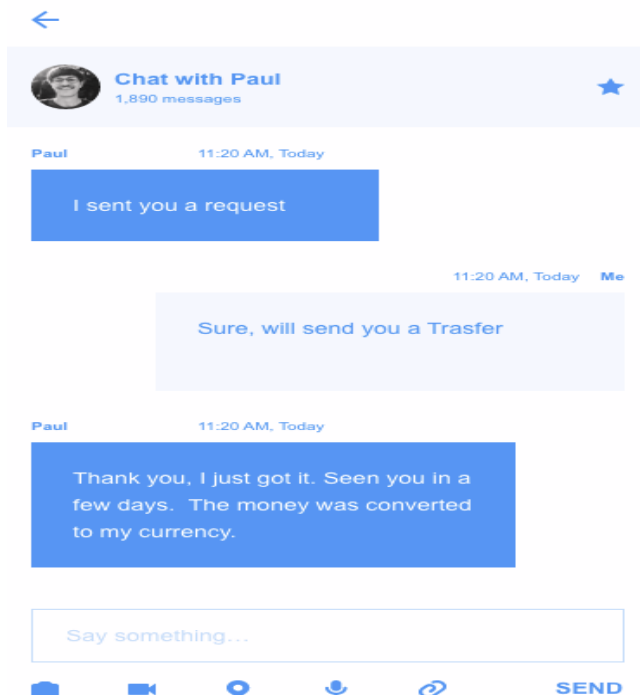 Chat with Paul
1,890 messages
Paul 11:20 AM, Today
I sent you a request
11:20 AM, Today Me
Sure, will send you a Trasfer
Paul 11:20 AM, Today
Thank you, I just got it. Seen you in a
few days. The money was converted
to my currency.
Say something...
SEND